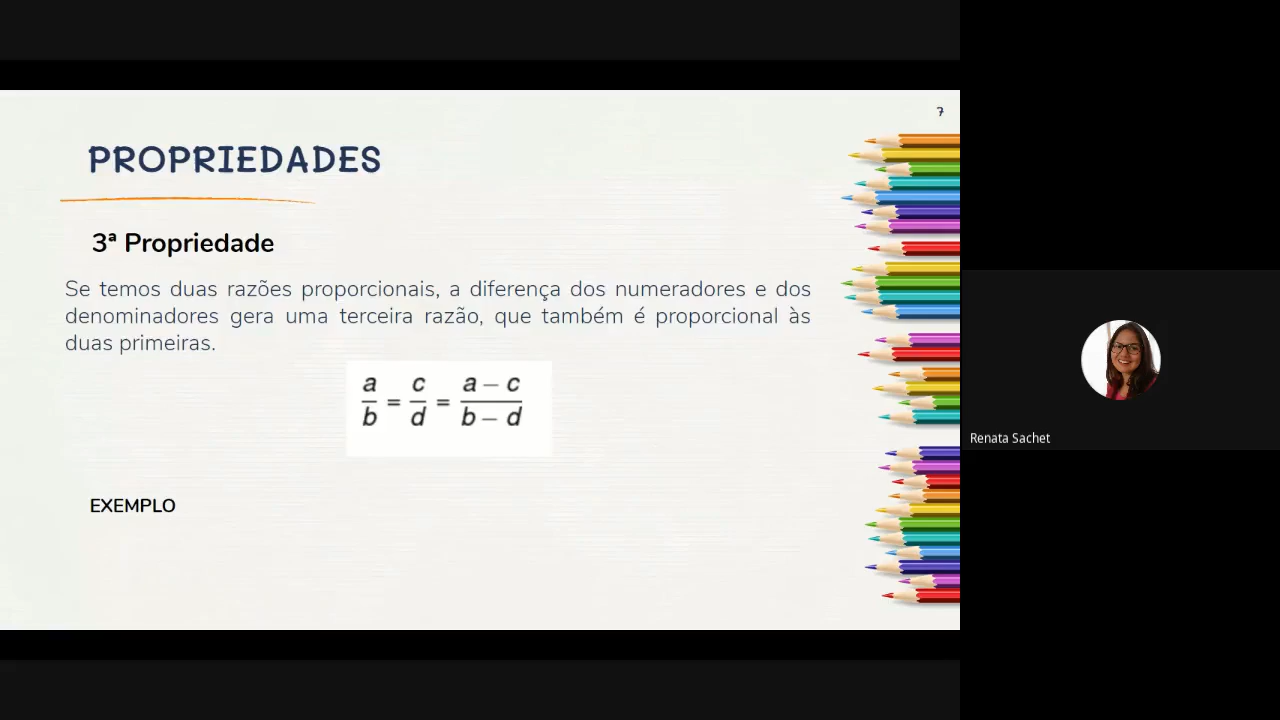 7
PROPRIEDADES
3ª Propriedade
Se temos duas razões proporcionais, a diferença dos numeradores e dos
denominadores gera uma terceira razão, que também é proporcional às
duas primeiras.
a/b = c/d = a – c/b – d
EXEMPLO
Renata Sachet